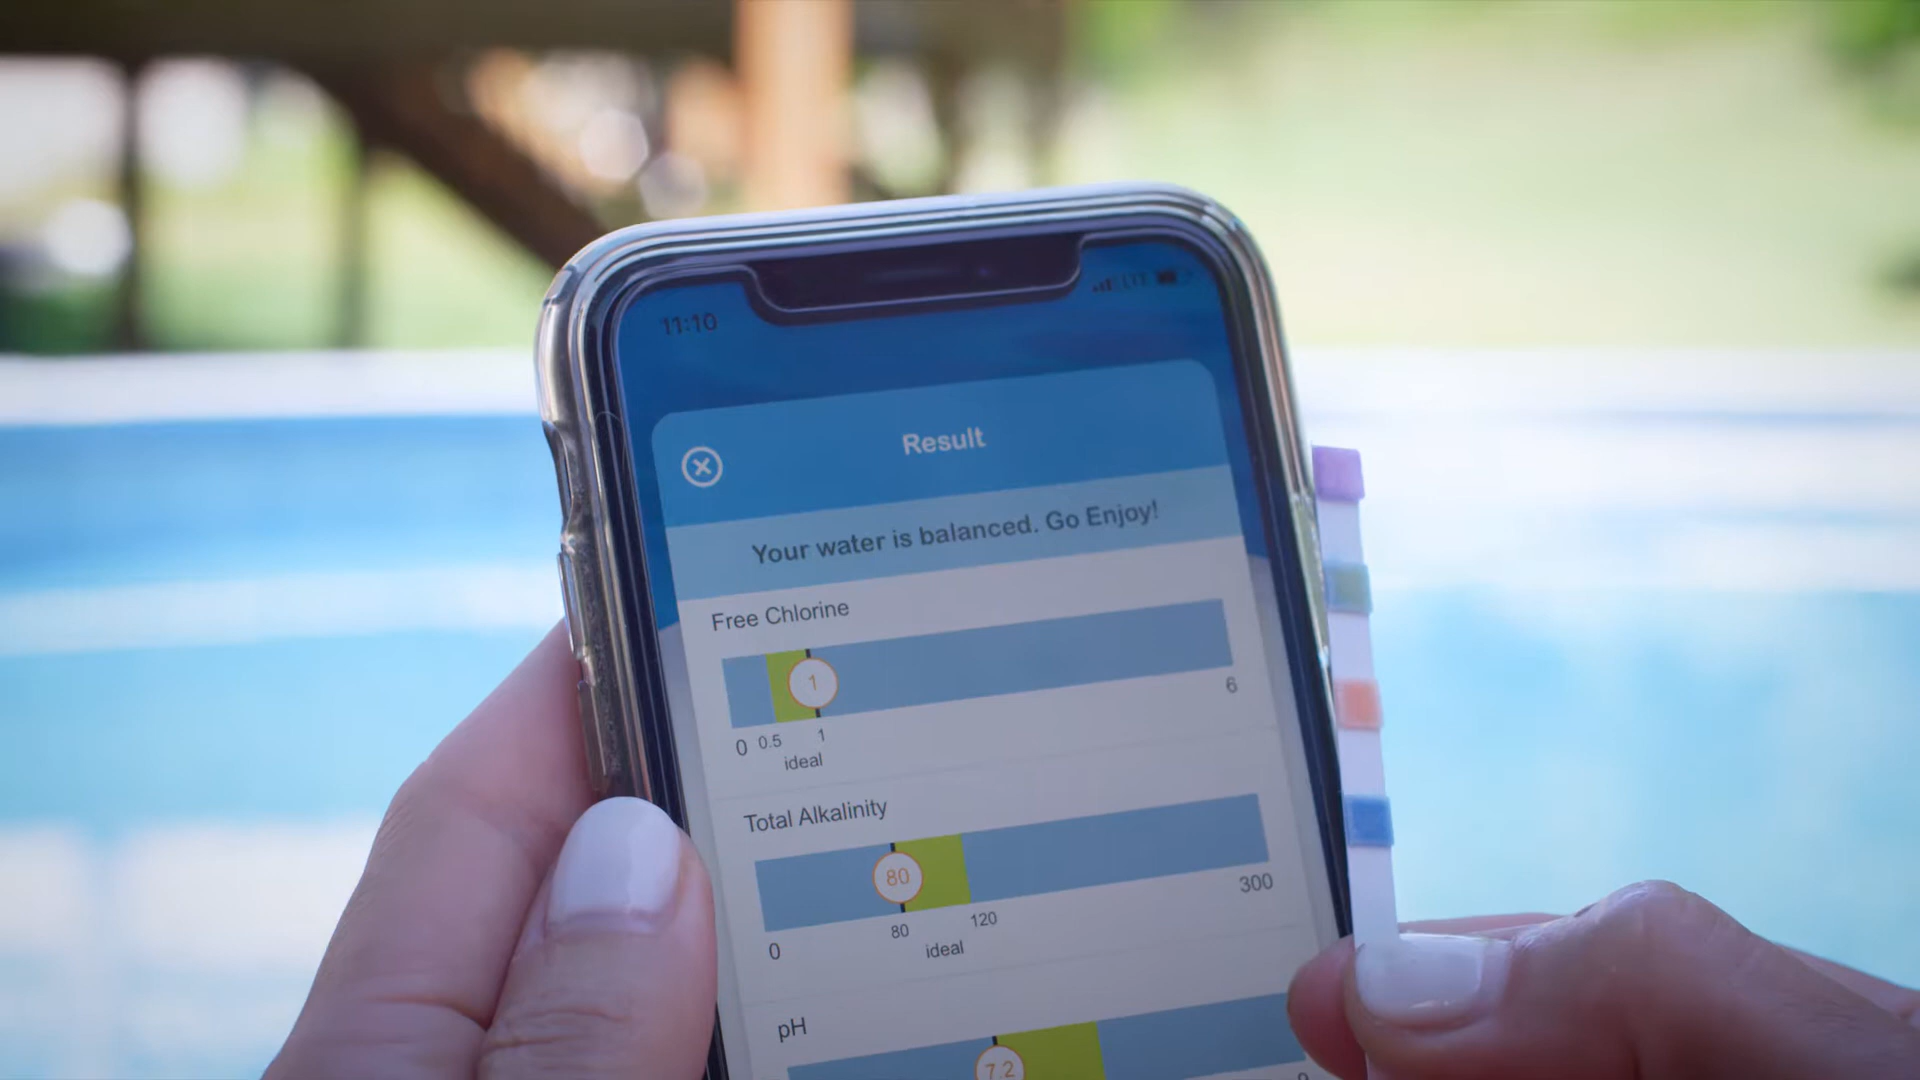 11:10
LTE
Result
Your water is balanced. Go Enjoy!
Free Chlorine
1
0 0.5 1 6
ideal
Total Alkalinity
80
0 80 120 300
ideal
pH
7.2